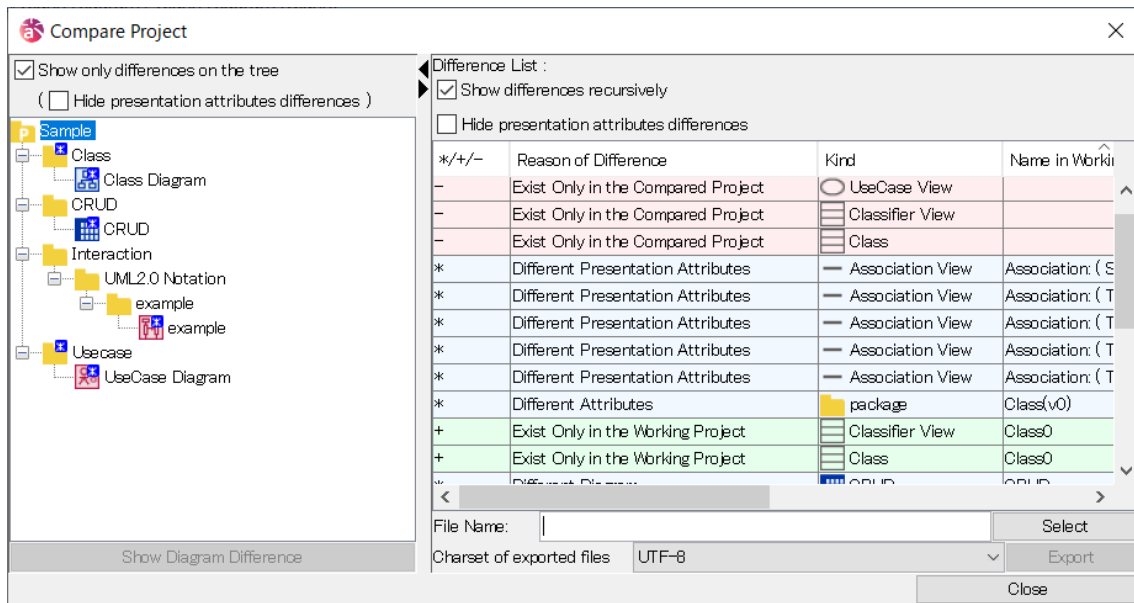 Compare Project
Show only differences on the tree
( Hide presentation attributes differences )
Sample
Class
Class Diagram
CRUD
CRUD
Interaction
UML2.0 Notation
example
example
Usecase
UseCase Diagram
Show Diagram Difference
Difference List :
Show differences recursively
Hide presentation attributes differences
*/+/- Reason of Difference Kind Name in Workin
- Exist Only in the Compared Project UseCase View
- Exist Only in the Compared Project Classifier View
- Exist Only in the Compared Project Class
* Different Presentation Attributes Association View Association: ( S
* Different Presentation Attributes Association View Association: ( T
* Different Presentation Attributes Association View Association: ( T
* Different Presentation Attributes Association View Association: ( T
* Different Presentation Attributes Association View Association: ( T
* Different Attributes package Class(v0)
+ Exist Only in the Working Project Classifier View Class0
+ Exist Only in the Working Project Class Class0
* Different Diagram CRUD CRUD
File Name: Select
Charset of exported files UTF-8 Export
Close